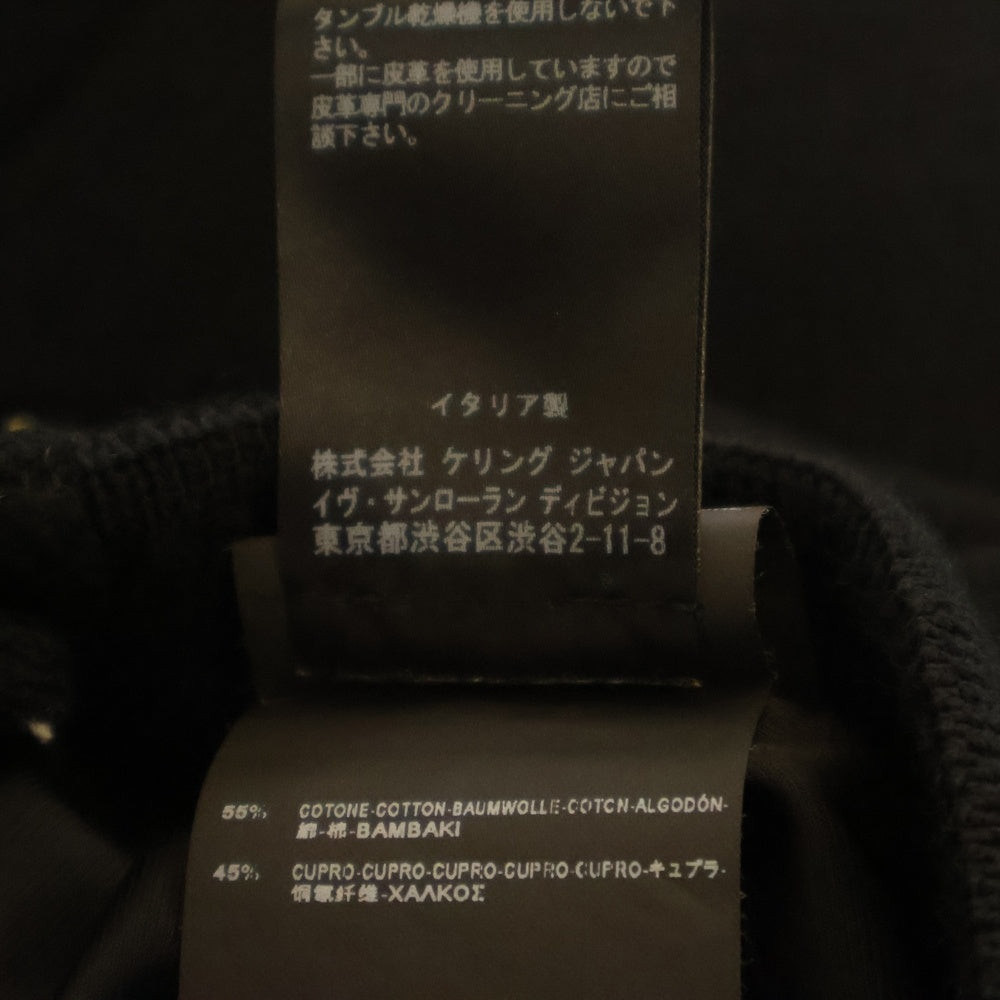 タンブル乾燥機を使用しないで下
さい。
一部に皮革を使用していますので
皮革専門のクリーニング店にご相
談下さい。
イタリア製
株式会社 ケリング ジャパン
イヴ・サンローラン ディビジョン
東京都渋谷区渋谷2-11-8
55% COTONE-COTTON-BAUMWOLLE-COTON-ALGODÓN-
綿-棉-BAMBAKI
45% CUPRO-CUPRO-CUPRO-CUPRO-CUPRO-キュプラ-
铜氨纤维-ΧΑΛΚΟΣ